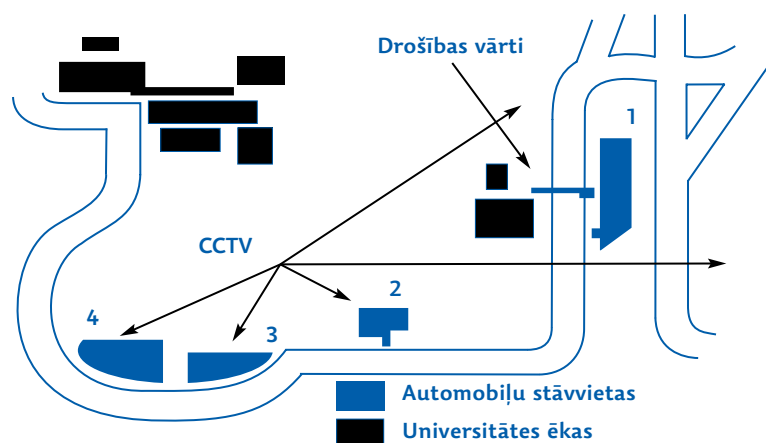 Drošības vārti
1
CCTV
2
4
3
Automobiļu stāvvietas
Universitātes ēkas